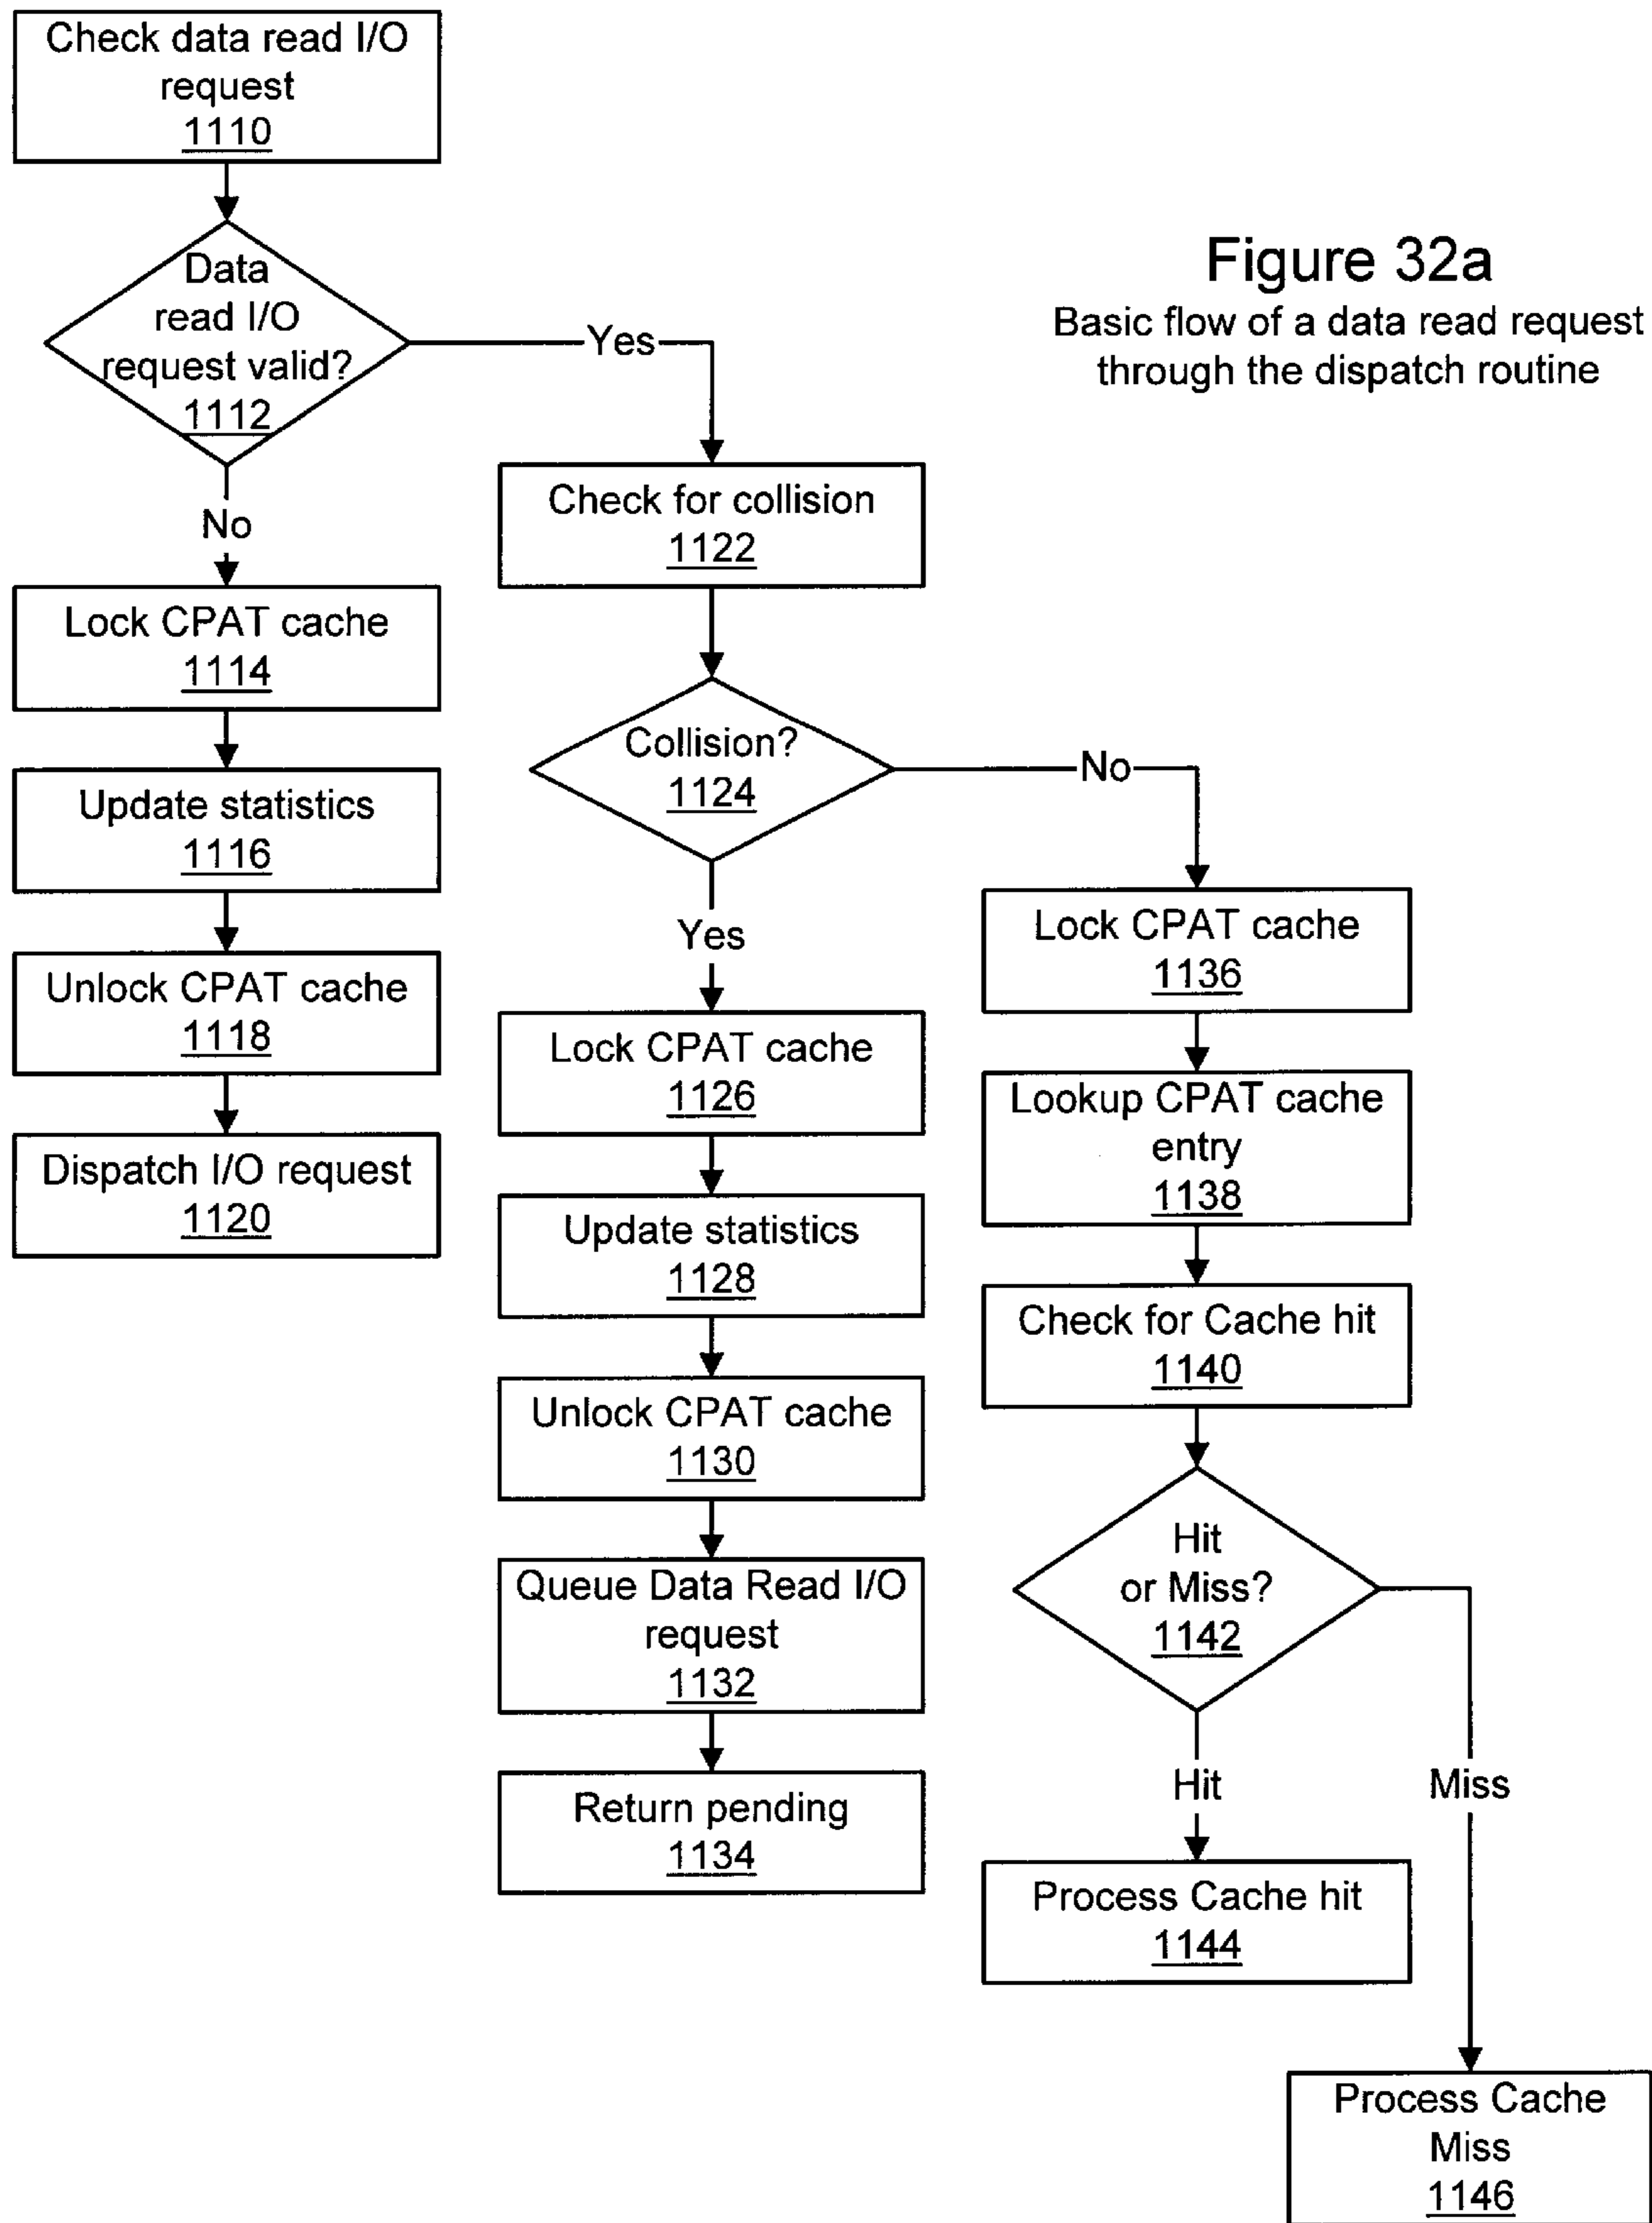 Check data read I/O
request
1110
Data
read I/O
request valid?
1112
Yes
No
Figure 32a
Basic flow of a data read request
through the dispatch routine
Lock CPAT cache
1114
Update statistics
1116
Unlock CPAT cache
1118
Dispatch I/O request
1120
Check for collision
1122
Collision?
1124
No
Yes
Lock CPAT cache
1126
Update statistics
1128
Unlock CPAT cache
1130
Queue Data Read I/O
request
1132
Return pending
1134
Lock CPAT cache
1136
Lookup CPAT cache
entry
1138
Check for Cache hit
1140
Hit
or Miss?
1142
Hit
Miss
Process Cache hit
1144
Process Cache
Miss
1146